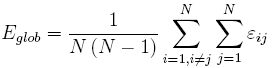 E_{glob} = \frac{1}{N(N-1)} \sum_{i=1, i \neq j}^{N} \sum_{j=1}^{N} \varepsilon_{ij}